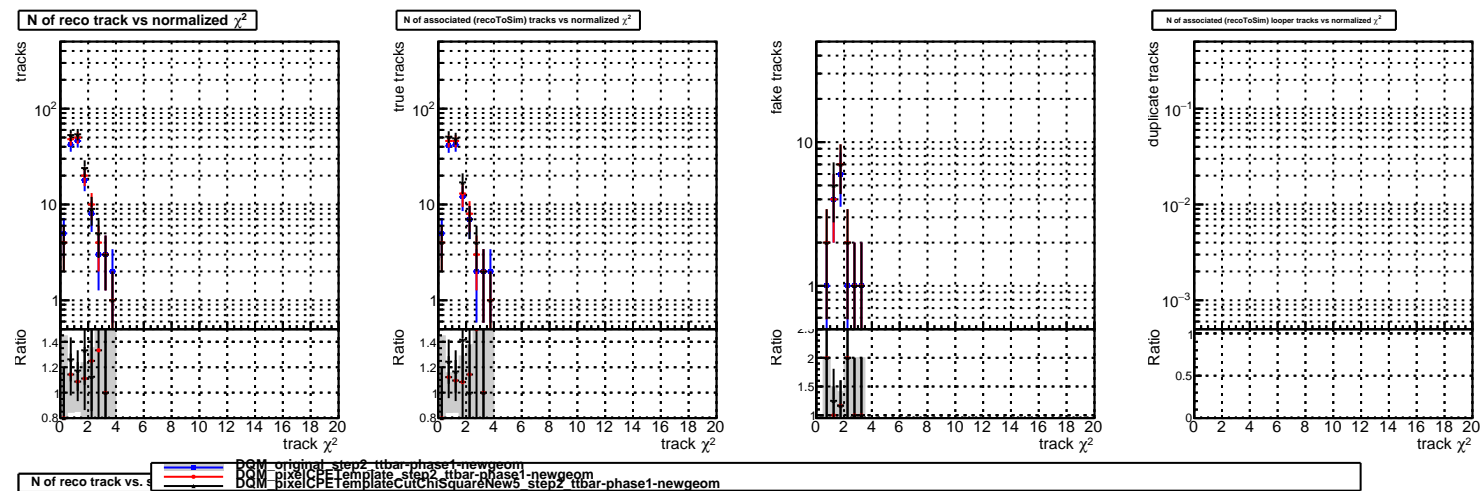 N of reco track vs normalized χ²
tracks
10²
10
1
Ratio
1.4
1.2
1
0.8
0 2 4 6 8 10 12 14 16 18 20
track χ²
N of associated (recoToSim) tracks vs normalized χ²
true tracks
10²
10
1
Ratio
1.4
1.2
1
0.8
0 2 4 6 8 10 12 14 16 18 20
track χ²
fake tracks
10
1
Ratio
2.5
2
1.5
1
0 2 4 6 8 10 12 14 16 18 20
track χ²
N of associated (recoToSim) looper tracks vs normalized χ²
duplicate tracks
10⁻¹
10⁻²
10⁻³
Ratio
1
0.5
0
0 2 4 6 8 10 12 14 16 18 20
track χ²
DQM_original_step2_ttbar-phase1-newgeom
DQM_pixelCPETemplate_step2_ttbar-phase1-newgeom
DQM_pixelCPETemplateCutChiSquareNew5_step2_ttbar-phase1-newgeom
N of reco track vs. s